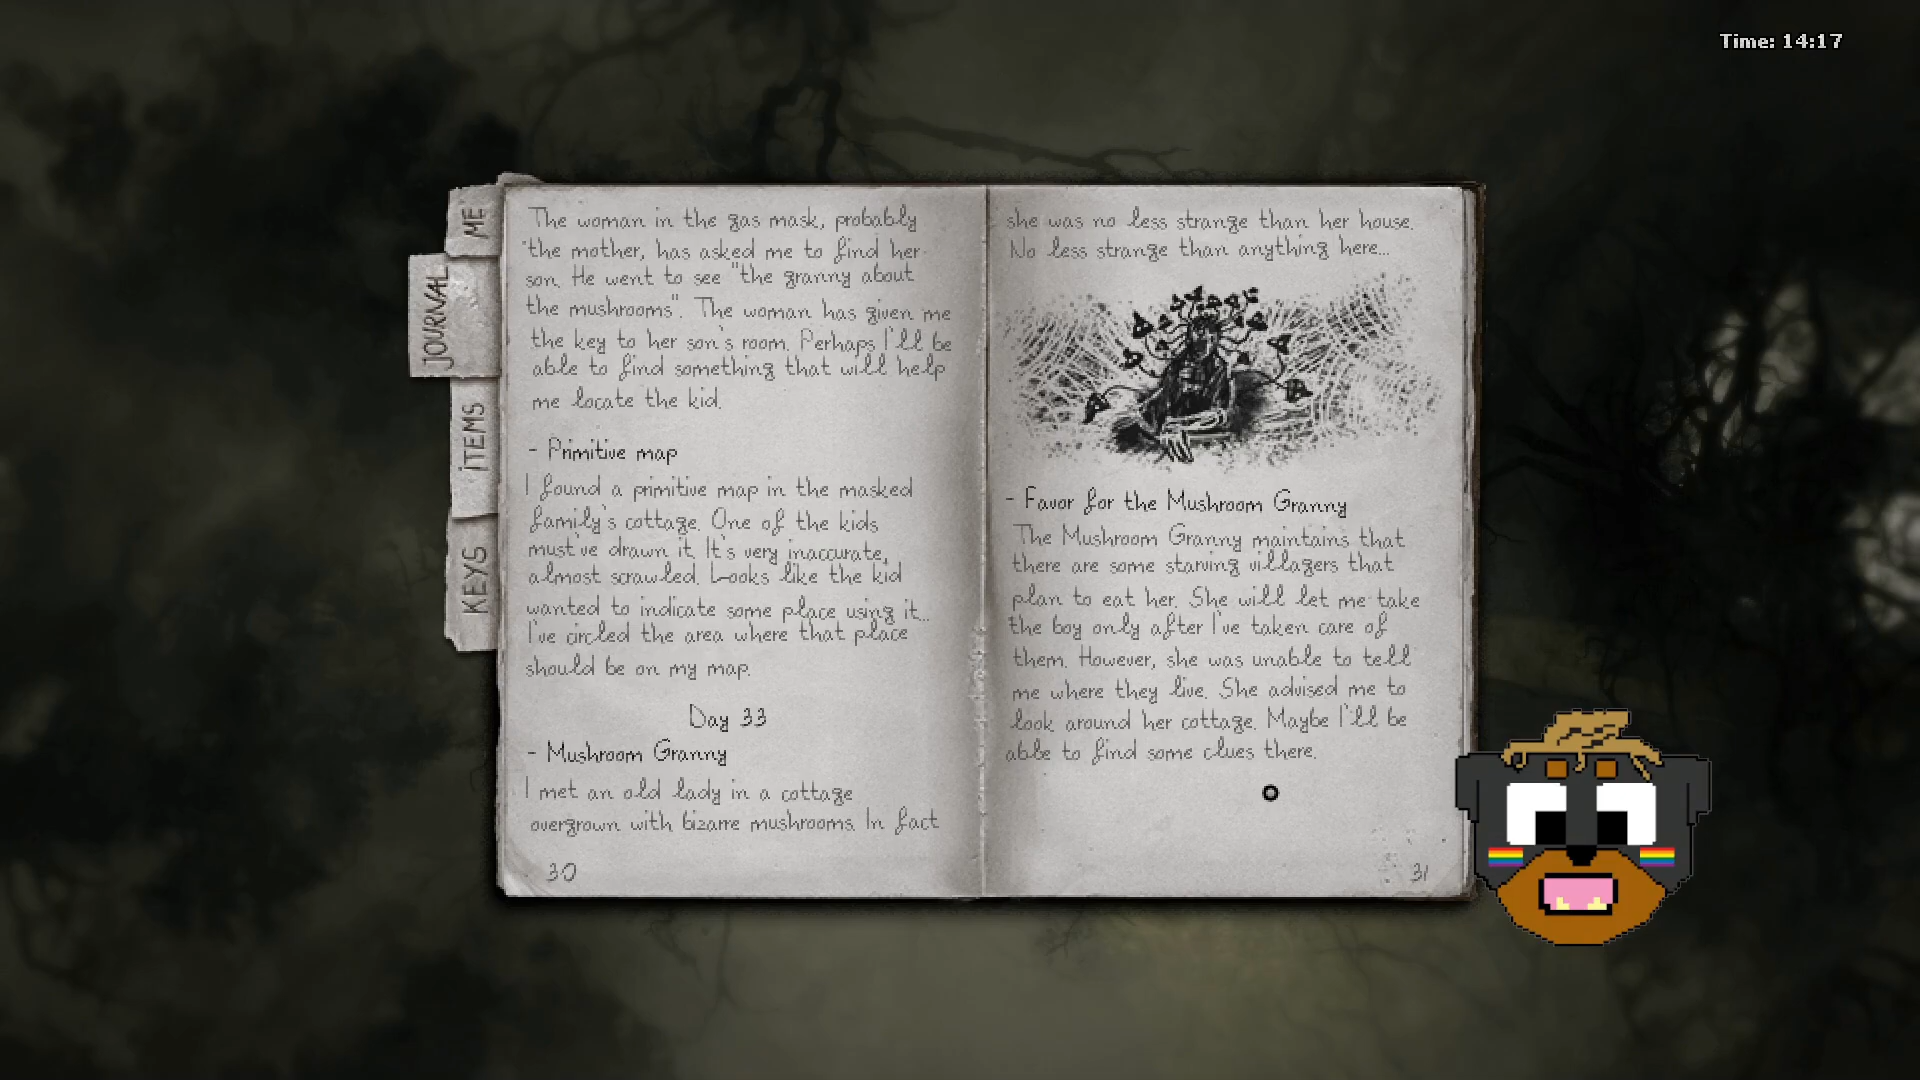 Time: 14:17
ME
JOURNAL
ITEMS
KEYS
The woman in the gas mask, probably
the mother, has asked me to find her
son. He went to see "the granny about
the mushrooms". The woman has given me
the key to her son's room. Perhaps I'll be
able to find something that will help
me locate the kid.
- Primitive map
I found a primitive map in the masked
family's cottage. One of the kids
must've drawn it. It's very inaccurate,
almost scrawled. Looks like the kid
wanted to indicate some place using it...
I've circled the area where that place
should be on my map.
Day 33
- Mushroom Granny
I met an old lady in a cottage
overgrown with bizarre mushrooms. In fact
30
she was no less strange than her house.
No less strange than anything here...
- Favor for the Mushroom Granny
The Mushroom Granny maintains that
there are some starving villagers that
plan to eat her. She will let me take
the boy only after I've taken care of
them. However, she was unable to tell
me where they live. She advised me to
look around her cottage. Maybe I'll be
able to find some clues there.
31